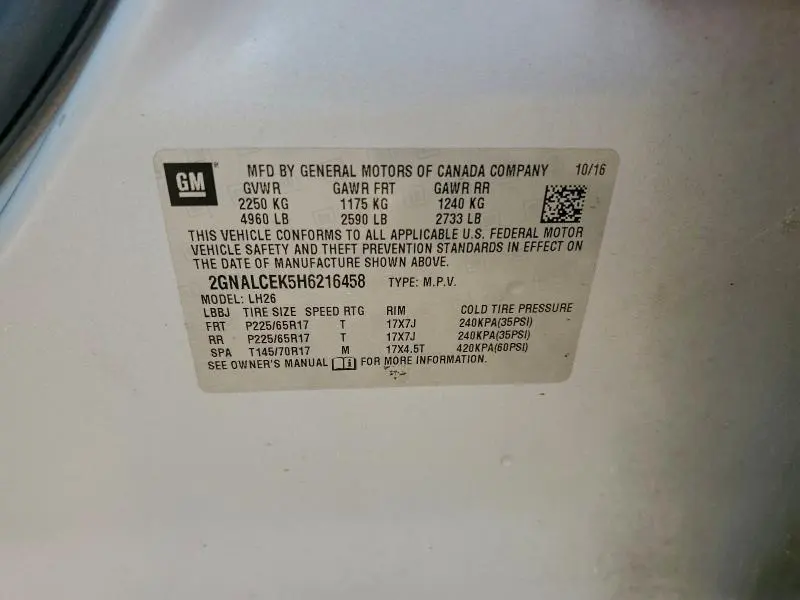 GM MFD BY GENERAL MOTORS OF CANADA COMPANY 10/16
GVWR GAWR FRT GAWR RR
2250 KG 1175 KG 1240 KG
4960 LB 2590 LB 2733 LB
THIS VEHICLE CONFORMS TO ALL APPLICABLE U.S. FEDERAL MOTOR
VEHICLE SAFETY AND THEFT PREVENTION STANDARDS IN EFFECT ON
THE DATE OF MANUFACTURE SHOWN ABOVE.
2GNALCEK5H6216458 TYPE: M.P.V.
MODEL: LH26
LBBJ TIRE SIZE SPEED RTG RIM COLD TIRE PRESSURE
FRT P225/65R17 T 17X7J 240KPA(35PSI)
RR P225/65R17 T 17X7J 240KPA(35PSI)
SPA T145/70R17 M 17X4.5T 420KPA(60PSI)
SEE OWNER'S MANUAL i FOR MORE INFORMATION.